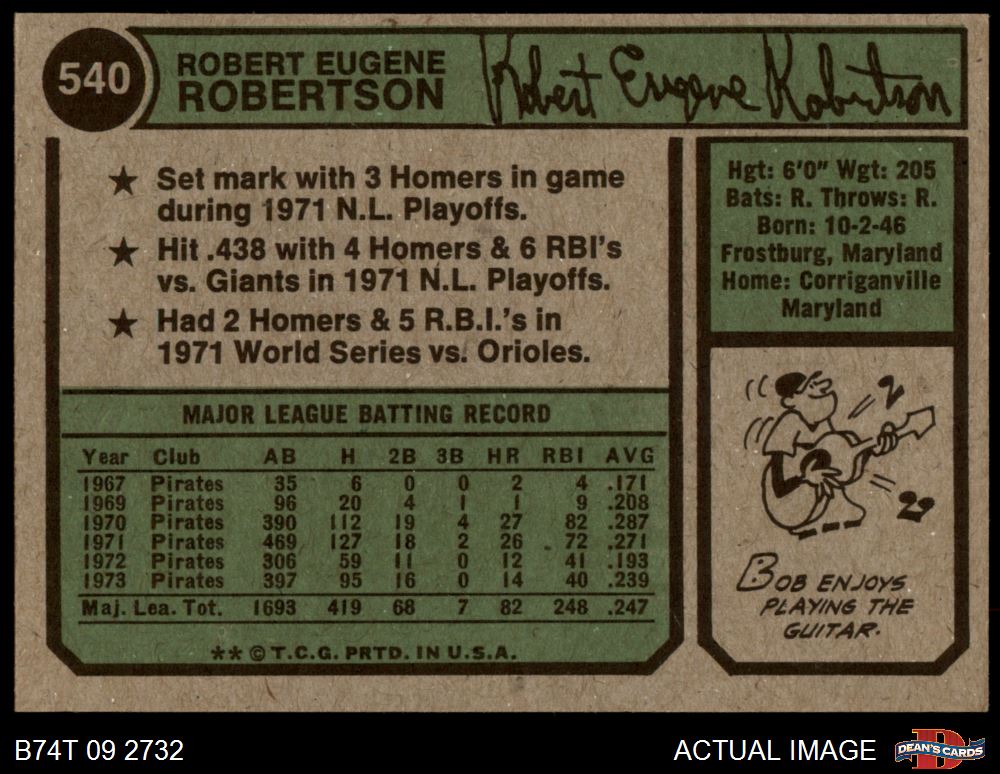 540
ROBERT EUGENE
ROBERTSON
Robert Eugene Robertson
★ Set mark with 3 Homers in game
during 1971 N.L. Playoffs.
★ Hit .438 with 4 Homers & 6 RBI's
vs. Giants in 1971 N.L. Playoffs.
★ Had 2 Homers & 5 R.B.I.'s in
1971 World Series vs. Orioles.
MAJOR LEAGUE BATTING RECORD
Year Club AB H 2B 3B HR RBI AVG
1967 Pirates 35 6 0 0 2 4 .171
1969 Pirates 96 20 4 1 1 9 .208
1970 Pirates 390 112 19 4 27 82 .287
1971 Pirates 469 127 18 2 26 72 .271
1972 Pirates 306 59 11 0 12 41 .193
1973 Pirates 397 95 16 0 14 40 .239
Maj. Lea. Tot. 1693 419 68 7 82 248 .247
** © T.C.G. PRTD. IN U.S.A.
Hgt: 6'0" Wgt: 205
Bats: R. Throws: R.
Born: 10-2-46
Frostburg, Maryland
Home: Corriganville
Maryland
BOB ENJOYS
PLAYING THE
GUITAR.
B74T 09 2732
ACTUAL IMAGE
DEAN'S CARDS